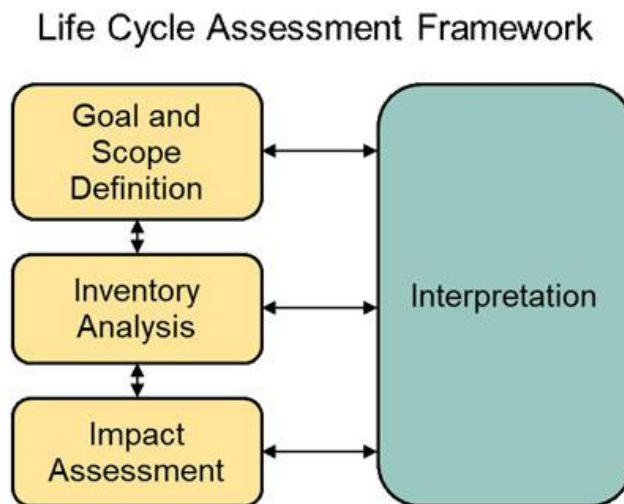 Life Cycle Assessment Framework
Goal and
Scope
Definition
Inventory
Analysis
Interpretation
Impact
Assessment